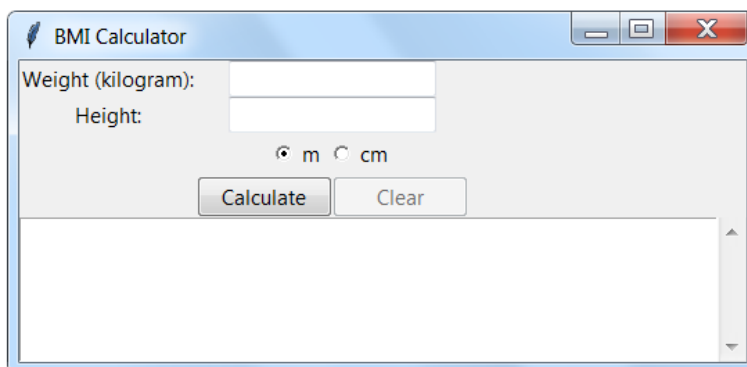 BMI Calculator
Weight (kilogram):
Height:
m cm
Calculate Clear